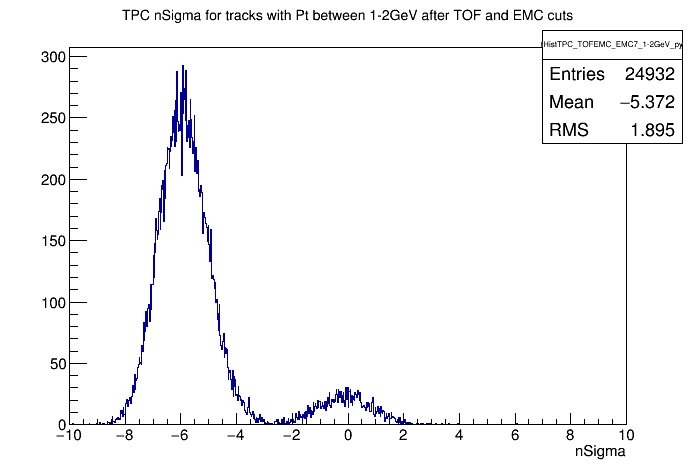 TPC nSigma for tracks with Pt between 1-2GeV after TOF and EMC cuts
HistTPC_TOFEMC_EMC7_1-2GeV_py
Entries 24932
Mean −5.372
RMS 1.895
300
250
200
150
100
50
0
−10 −8 −6 −4 −2 0 2 4 6 8 10
nSigma